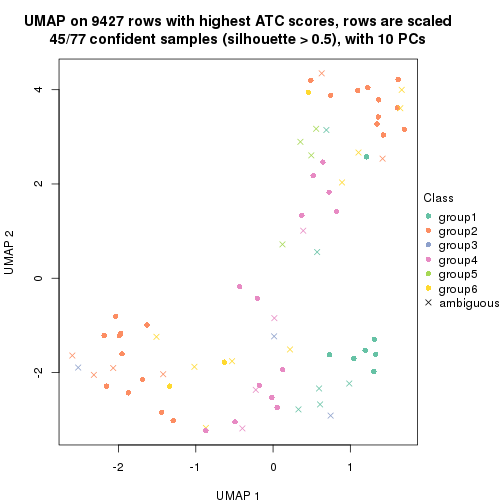 UMAP on 9427 rows with highest ATC scores, rows are scaled
45/77 confident samples (silhouette > 0.5), with 10 PCs
4
2
0
-2
UMAP 2
-2
-1
0
1
UMAP 1
Class
group1
group2
group3
group4
group5
group6
ambiguous